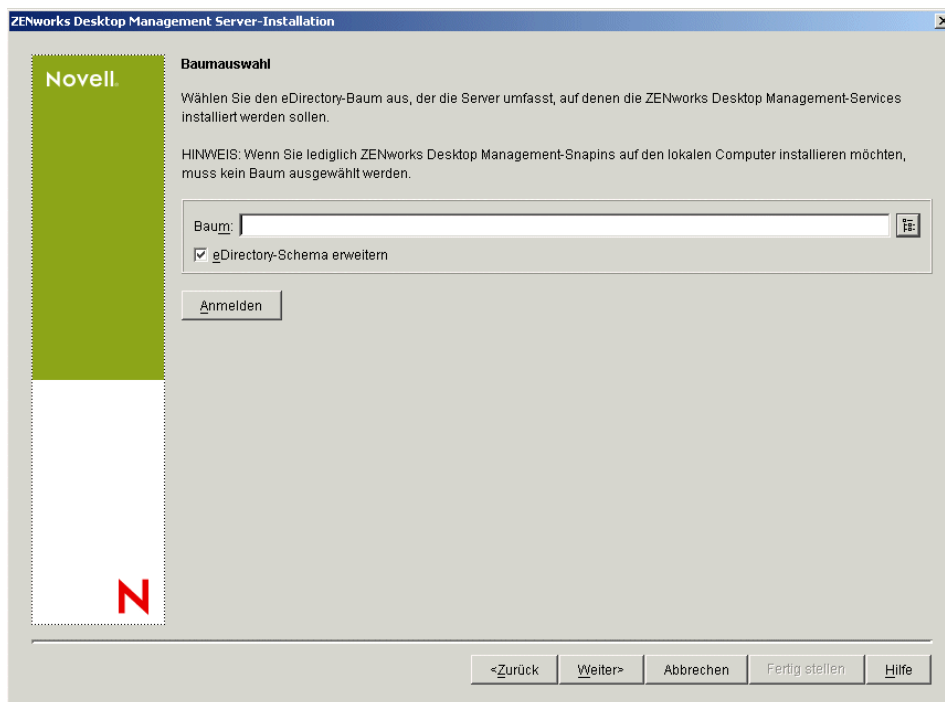 ZENworks Desktop Management Server-Installation
Novell.
Baumauswahl
Wählen Sie den eDirectory-Baum aus, der die Server umfasst, auf denen die ZENworks Desktop Management-Services
installiert werden sollen.
HINWEIS: Wenn Sie lediglich ZENworks Desktop Management-Snapins auf den lokalen Computer installieren möchten,
muss kein Baum ausgewählt werden.
Baum:
eDirectory-Schema erweitern
Anmelden
N
<Zurück Weiter> Abbrechen Fertig stellen Hilfe